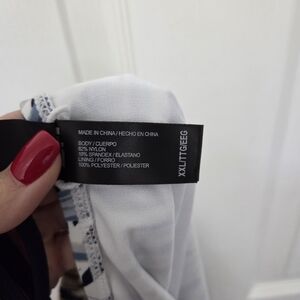 MADE IN CHINA / HECHO EN CHINA
BODY / CUERPO
82% NYLON
18% SPANDEX / ELASTANO
LINING / FORRO
100% POLYESTER / POLIESTER
XXL/TTG/EEG